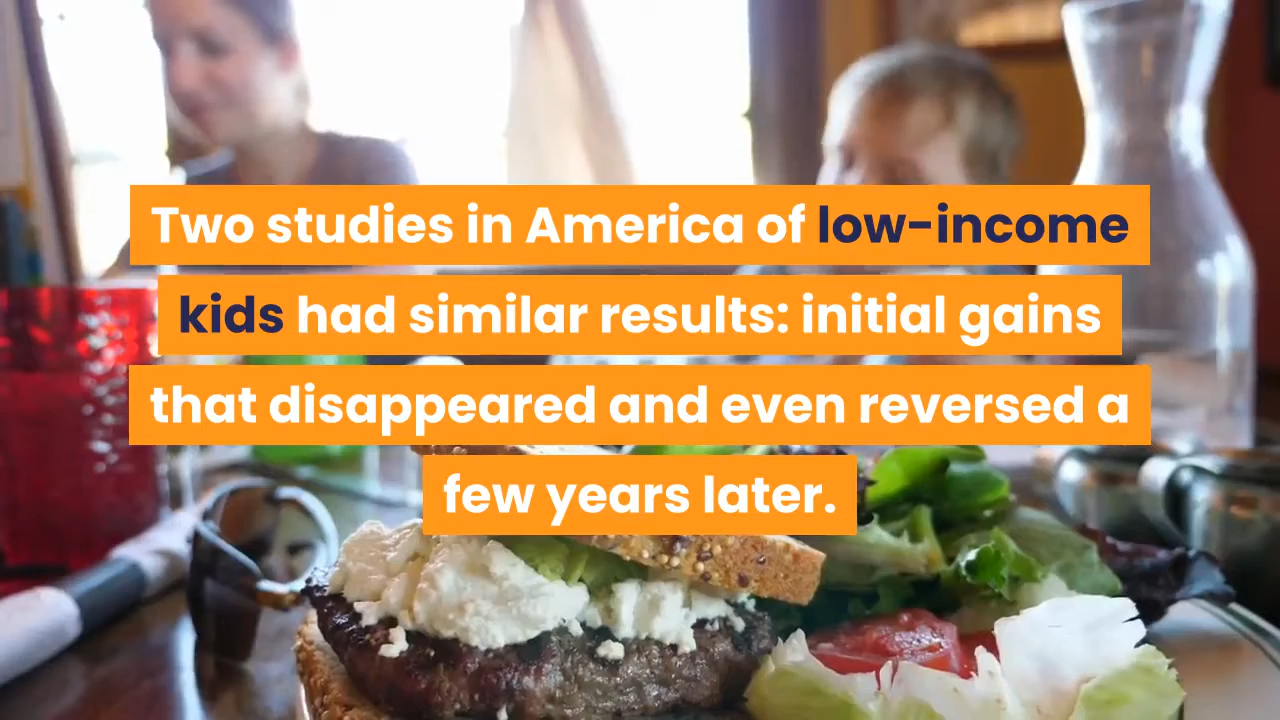 Two studies in America of low-income
kids had similar results: initial gains
that disappeared and even reversed a
few years later.